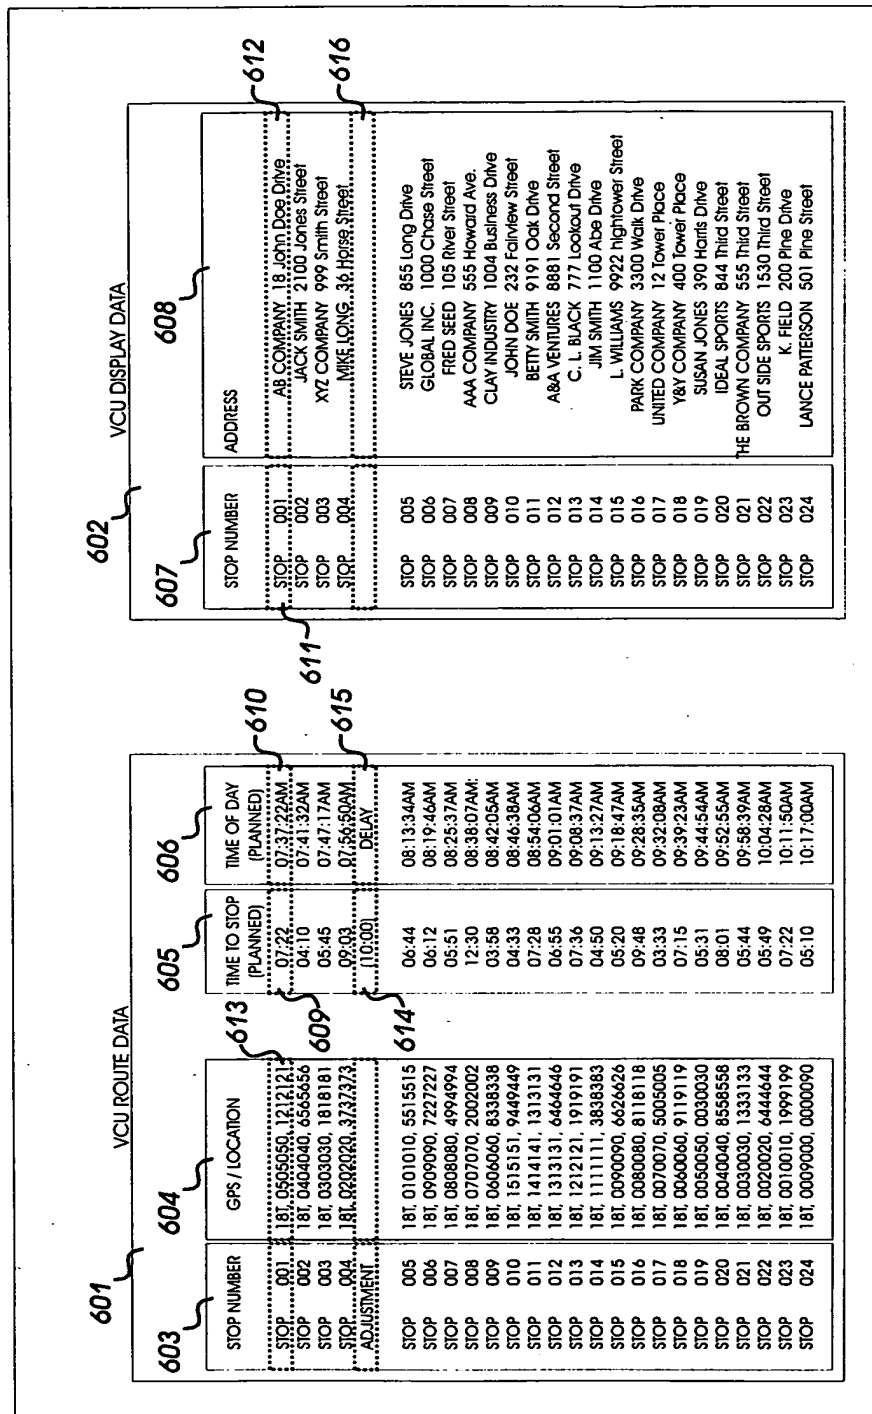 VCU ROUTE DATA
601
603
604
605
606
STOP NUMBER GPS / LOCATION TIME TO STOP (PLANNED) TIME OF DAY (PLANNED)
STOP 001 18T, 0505050, 1212121 07:22 07:37:22AM
STOP 002 18T, 0404040, 6565656 04:10 07:41:32AM
STOP 003 18T, 0303030, 1818181 05:45 07:47:17AM
STOP 004 18T, 0202020, 3737373 09:03 07:56:50AM
ADJUSTMENT (10:00) DELAY
STOP 005 18T, 0101010, 5515515 06:44 08:13:34AM
STOP 006 18T, 0909090, 7227227 06:12 08:19:46AM
STOP 007 18T, 0808080, 4994994 05:51 08:25:37AM
STOP 008 18T, 0707070, 2002002 12:30 08:38:07AM:
STOP 009 18T, 0606060, 8338338 03:58 08:42:05AM
STOP 010 18T, 1515151, 9449449 04:33 08:46:38AM
STOP 011 18T, 1414141, 1313131 07:28 08:54:06AM
STOP 012 18T, 1313131, 6464646 06:55 09:01:01AM
STOP 013 18T, 1212121, 1919191 07:36 09:08:37AM
STOP 014 18T, 1111111, 3838383 04:50 09:13:27AM
STOP 015 18T, 0090090, 6626626 05:20 09:18:47AM
STOP 016 18T, 0080080, 8118118 09:48 09:28:35AM
STOP 017 18T, 0070070, 5005005 03:33 09:32:08AM
STOP 018 18T, 0060060, 9119119 07:15 09:39:23AM
STOP 019 18T, 0050050, 0030030 05:31 09:44:54AM
STOP 020 18T, 0040040, 8558558 08:01 09:52:55AM
STOP 021 18T, 0030030, 1333133 05:44 09:58:39AM
STOP 022 18T, 0020020, 6444644 05:49 10:04:28AM
STOP 023 18T, 0010010, 1999199 07:22 10:11:50AM
STOP 024 18T, 0009000, 0000090 05:10 10:17:00AM
613
609
610
614
615
VCU DISPLAY DATA
602
607
608
STOP NUMBER ADDRESS
STOP 001 AB COMPANY 18 John Doe Drive
STOP 002 JACK SMITH 2100 Jones Street
STOP 003 XYZ COMPANY 999 Smith Street
STOP 004 MIKE LONG 36 Horse Street
STOP 005 STEVE JONES 855 Long Drive
STOP 006 GLOBAL INC. 1000 Chase Street
STOP 007 FRED SEED 105 River Street
STOP 008 AAA COMPANY 555 Howard Ave.
STOP 009 CLAY INDUSTRY 1004 Business Drive
STOP 010 JOHN DOE 232 Fairview Street
STOP 011 BETTY SMITH 9191 Oak Drive
STOP 012 A&A VENTURES 8881 Second Street
STOP 013 C. L. BLACK 777 Lookout Drive
STOP 014 JIM SMITH 1100 Abe Drive
STOP 015 L. WILLIAMS 9922 hightower Street
STOP 016 PARK COMPANY 3300 Walk Drive
STOP 017 UNITED COMPANY 12 Tower Place
STOP 018 Y&Y COMPANY 400 Tower Place
STOP 019 SUSAN JONES 390 Harris Drive
STOP 020 IDEAL SPORTS 844 Third Street
STOP 021 THE BROWN COMPANY 555 Third Street
STOP 022 OUT SIDE SPORTS 1530 Third Street
STOP 023 K. FIELD 200 Pine Drive
STOP 024 LANCE PATTERSON 501 Pine Street
611
612
616